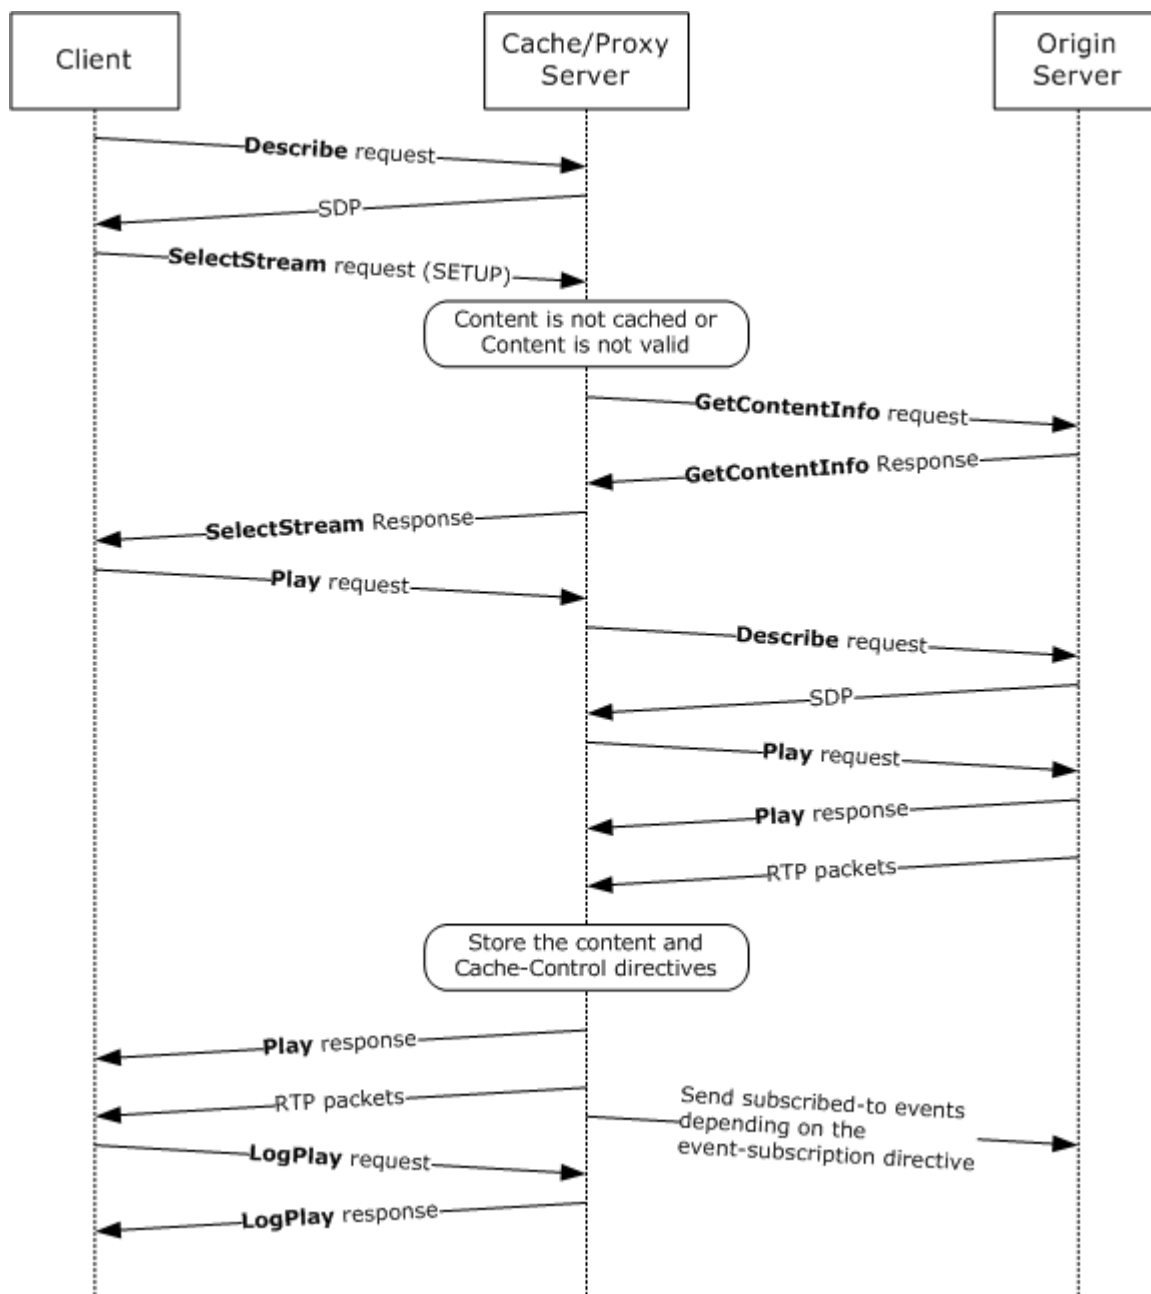 Client
Cache/Proxy
Server
Origin
Server
Describe request
SDP
SelectStream request (SETUP)
Content is not cached or
Content is not valid
GetContentInfo request
GetContentInfo Response
SelectStream Response
Play request
Describe request
SDP
Play request
Play response
RTP packets
Store the content and
Cache-Control directives
Play response
RTP packets
Send subscribed-to events
depending on the
event-subscription directive
LogPlay request
LogPlay response